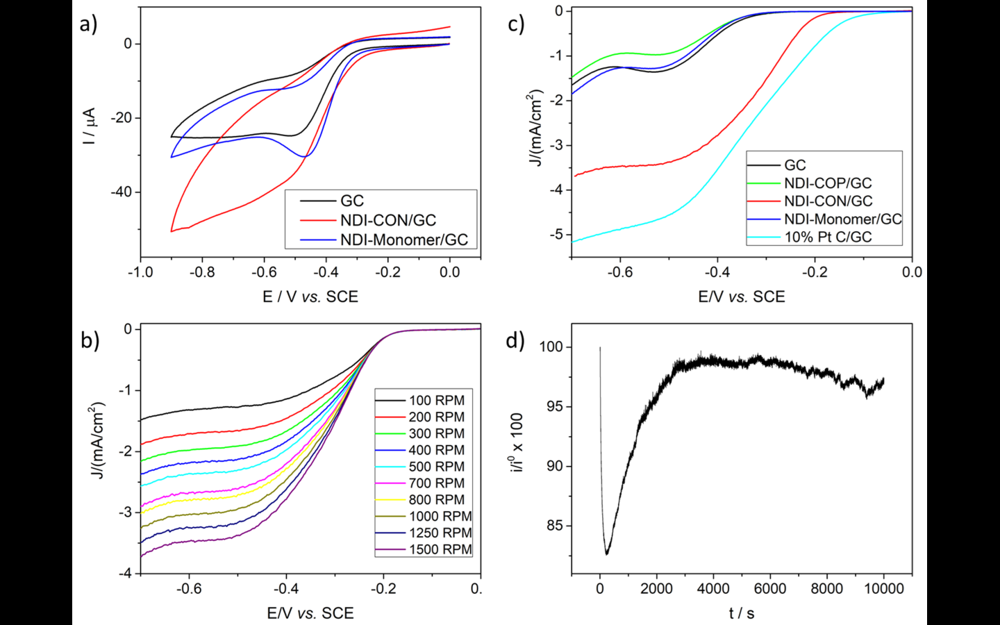 a)
0
-20
-40
I / μA
GC
NDI-CON/GC
NDI-Monomer/GC
-1.0 -0.8 -0.6 -0.4 -0.2 0.0
E / V vs. SCE
c)
0
-1
-2
-3
-4
-5
J/(mA/cm²)
GC
NDI-COP/GC
NDI-CON/GC
NDI-Monomer/GC
10% Pt C/GC
-0.6 -0.4 -0.2 0.0
E/V vs. SCE
b)
0
-1
-2
-3
-4
J/(mA/cm²)
100 RPM
200 RPM
300 RPM
400 RPM
500 RPM
700 RPM
800 RPM
1000 RPM
1250 RPM
1500 RPM
-0.6 -0.4 -0.2 0.
E/V vs. SCE
d)
100
95
90
85
i/i⁰ x 100
0 2000 4000 6000 8000 10000
t / s